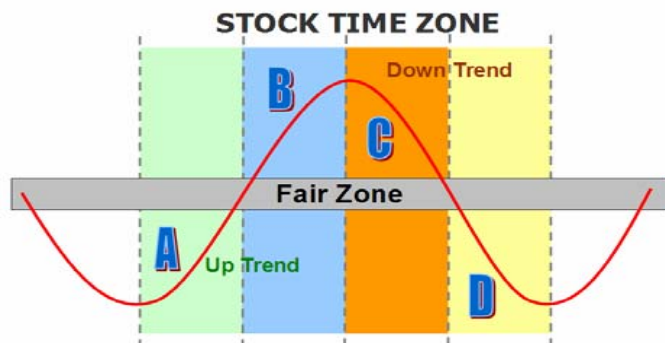 STOCK TIME ZONE
Down Trend
B
C
Fair Zone
A
Up Trend
D